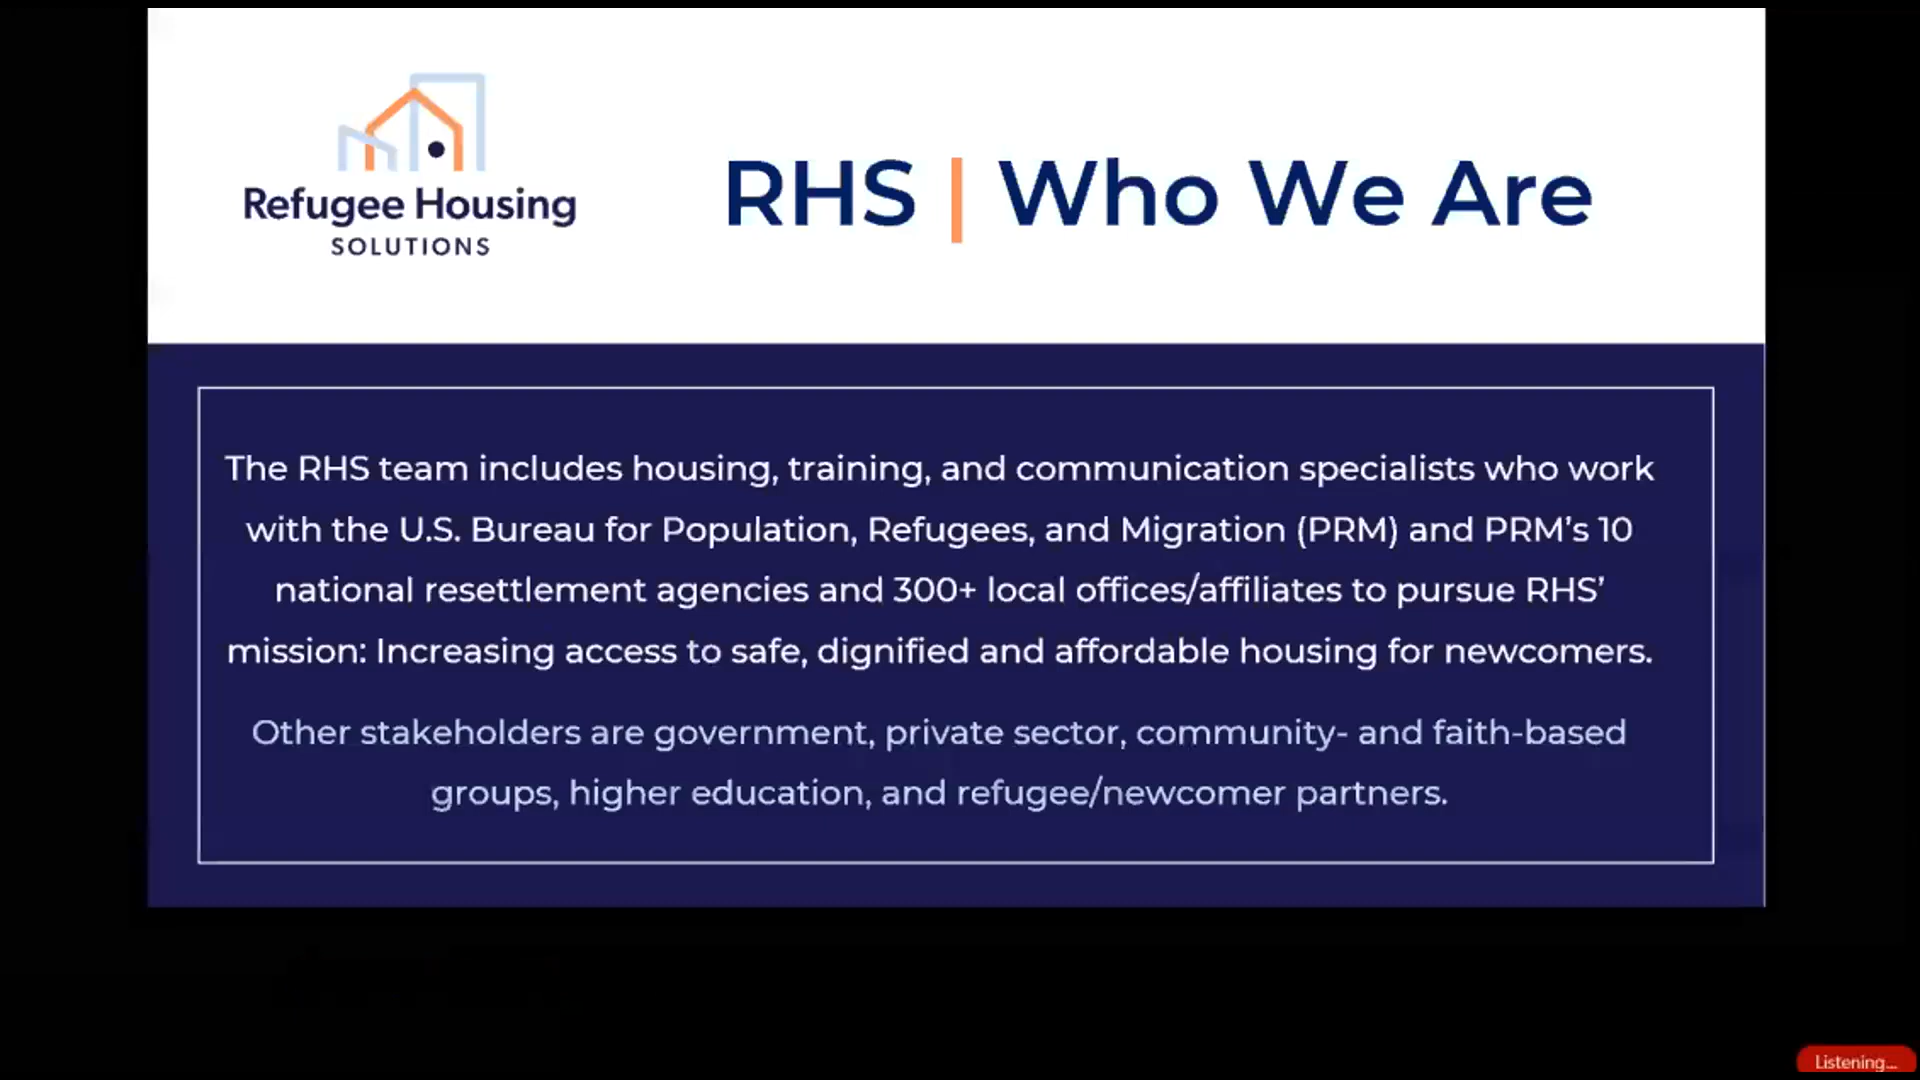 Refugee Housing
SOLUTIONS
RHS | Who We Are
The RHS team includes housing, training, and communication specialists who work
with the U.S. Bureau for Population, Refugees, and Migration (PRM) and PRM’s 10
national resettlement agencies and 300+ local offices/affiliates to pursue RHS’
mission: Increasing access to safe, dignified and affordable housing for newcomers.
Other stakeholders are government, private sector, community- and faith-based
groups, higher education, and refugee/newcomer partners.
Listening...